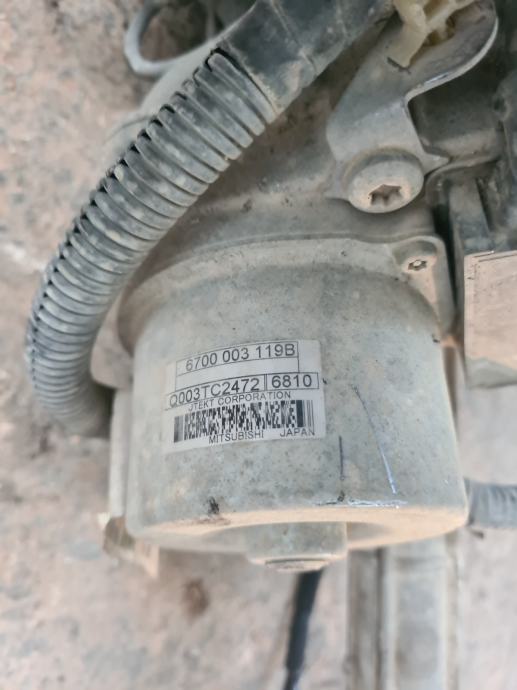 6700 003 119B
Q003TC2472 6810
JTEKT CORPORATION
MITSUBISHI JAPAN